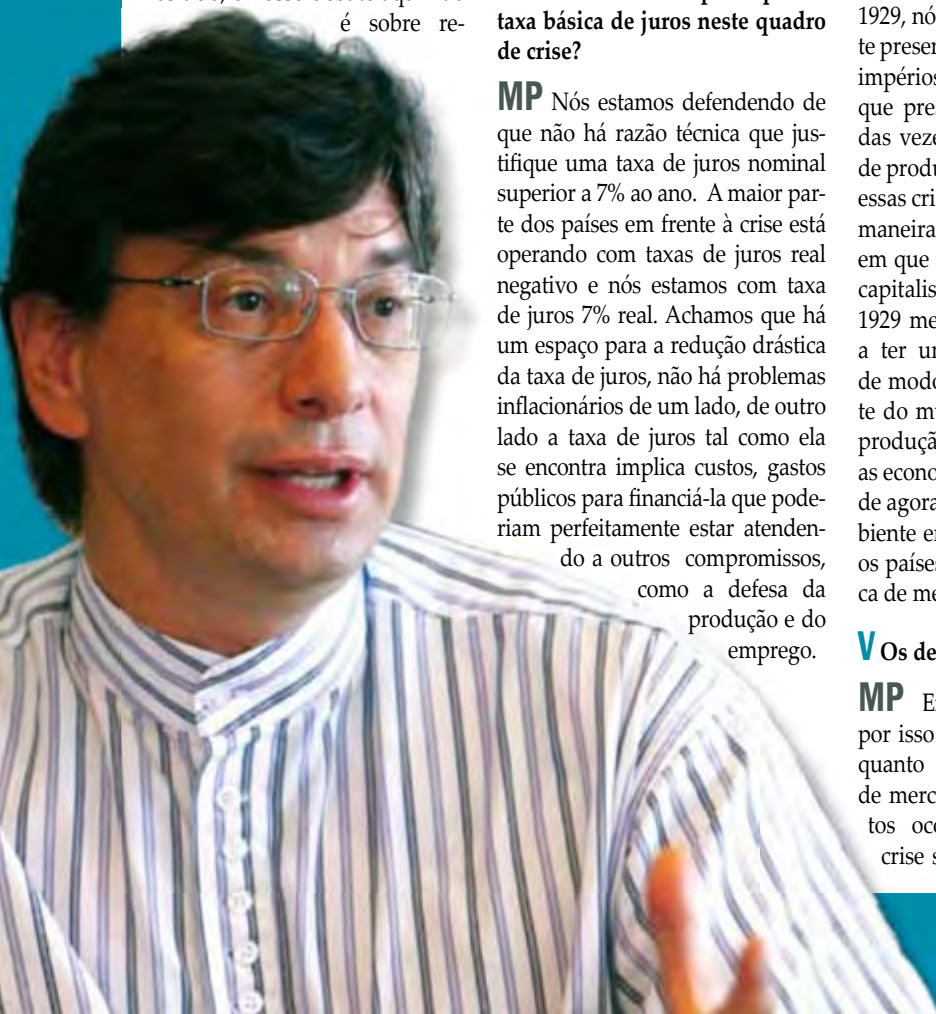 é sobre re-
taxa básica de juros neste quadro
de crise?
MP Nós estamos defendendo de
que não há razão técnica que jus-
tifique uma taxa de juros nominal
superior a 7% ao ano. A maior par-
te dos países em frente à crise está
operando com taxas de juros real
negativo e nós estamos com taxa
de juros 7% real. Achamos que há
um espaço para a redução drástica
da taxa de juros, não há problemas
inflacionários de um lado, de outro
lado a taxa de juros tal como ela
se encontra implica custos, gastos
públicos para financiá-la que pode-
riam perfeitamente estar atenden-
do a outros compromissos,
como a defesa da
produção e do
emprego.
1929, nó
te presen
impérios
que pres
das veze
de produ
essas cri
maneira
em que
capitalis
1929 me
a ter un
de modo
te do mu
produçã
as econo
de agora
biente en
os países
ca de me
V Os de
MP
por isso
quanto
de merc
tos oco
crise s